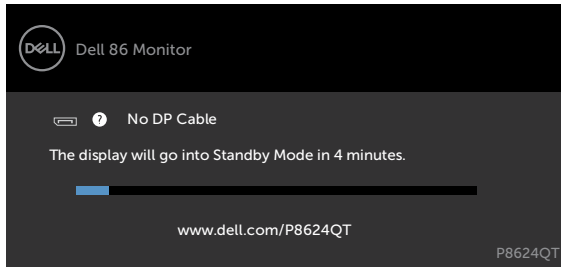 DELL Dell 86 Monitor
? No DP Cable
The display will go into Standby Mode in 4 minutes.
www.dell.com/P8624QT
P8624QT